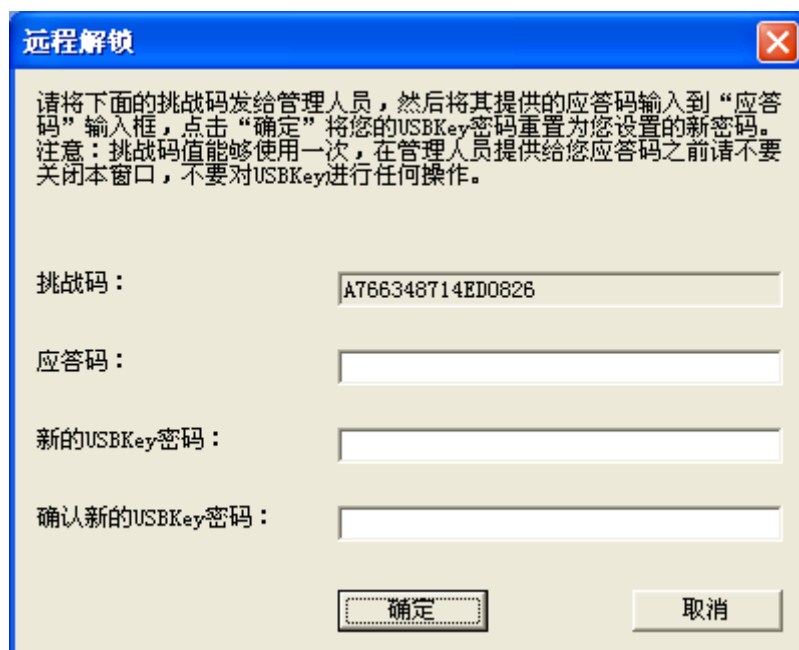 远程解锁
请将下面的挑战码发给管理人员，然后将其提供的应答码输入到“应答
码”输入框，点击“确定”将您的USBKey密码重置为您设置的新密码。
注意：挑战码值能够使用一次，在管理人员提供给您应答码之前请不要
关闭本窗口，不要对USBKey进行任何操作。
挑战码：
A766348714ED0826
应答码：
新的USBKey密码：
确认新的USBKey密码：
确定 取消